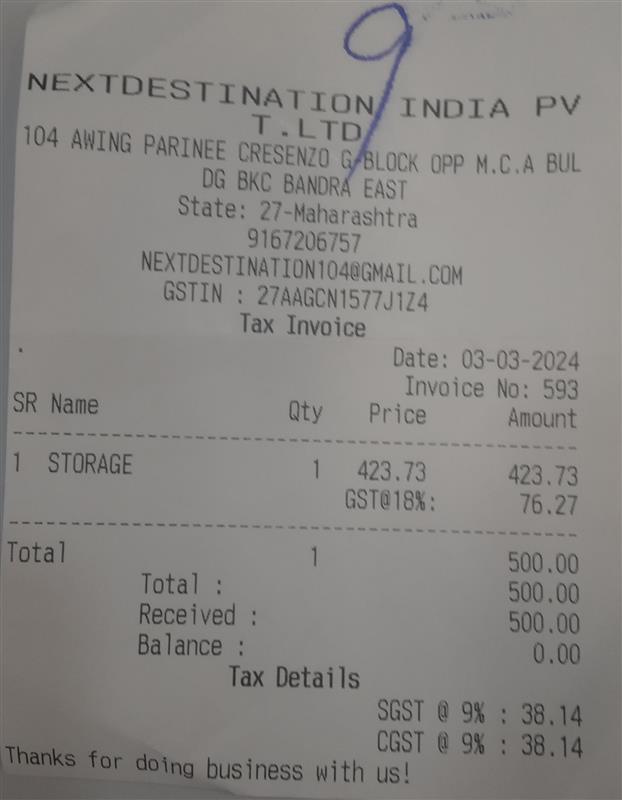 9
NEXTDESTINATION INDIA PV
T.LTD
104 AWING PARINEE CRESENZO G-BLOCK OPP M.C.A BUL
DG BKC BANDRA EAST
State: 27-Maharashtra
9167206757
NEXTDESTINATION104@GMAIL.COM
GSTIN : 27AAGCN1577J1Z4
Tax Invoice
Date: 03-03-2024
Invoice No: 593
SR Name Qty Price Amount
1 STORAGE 1 423.73 423.73
GST@18%: 76.27
Total 1 500.00
Total : 500.00
Received : 500.00
Balance : 0.00
Tax Details
SGST @ 9% : 38.14
CGST @ 9% : 38.14
Thanks for doing business with us!